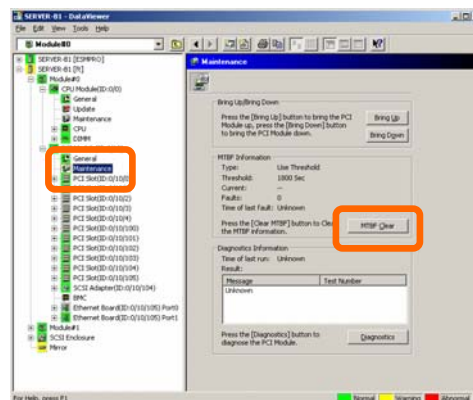 SERVER-B1 - DataViewer
File Edit View Tools Help
Module#0
SERVER-B1 [ESMPRO]
SERVER-B1 [ft]
Module#0
CPU Module(ID:0/0)
General
Update
Maintenance
CPU
DIMM
General
Maintenance
PCI Slot(ID:0/10/
PCI Slot(ID:0/10/2)
PCI Slot(ID:0/10/3)
PCI Slot(ID:0/10/4)
PCI Slot(ID:0/10/100)
PCI Slot(ID:0/10/101)
PCI Slot(ID:0/10/102)
PCI Slot(ID:0/10/103)
PCI Slot(ID:0/10/104)
PCI Slot(ID:0/10/105)
SCSI Adapter(ID:0/10/104)
BMC
Ethernet Board(ID:0/10/105) Port0
Ethernet Board(ID:0/10/105) Port1
Module#1
SCSI Enclosure
Mirror
Maintenance
Bring Up/Bring Down
Press the [Bring Up] button to bring the PCI
Module up, press the [Bring Down] button
to bring the PCI Module down.
Bring Up
Bring Down
MTBF Information
Type: Use Threshold
Threshold: 1800 Sec
Current: --
Faults: 0
Time of last fault: Unknown
Press the [Clear MTBF] button to Clea
the MTBF information.
MTBF Clear
Diagnostics Information
Time of last run: Unknown
Result:
Message Test Number
Unknown
Press the [Diagnostics] button to
diagnose the PCI Module.
Diagnostics
For Help, press F1
Normal Warning Abnormal